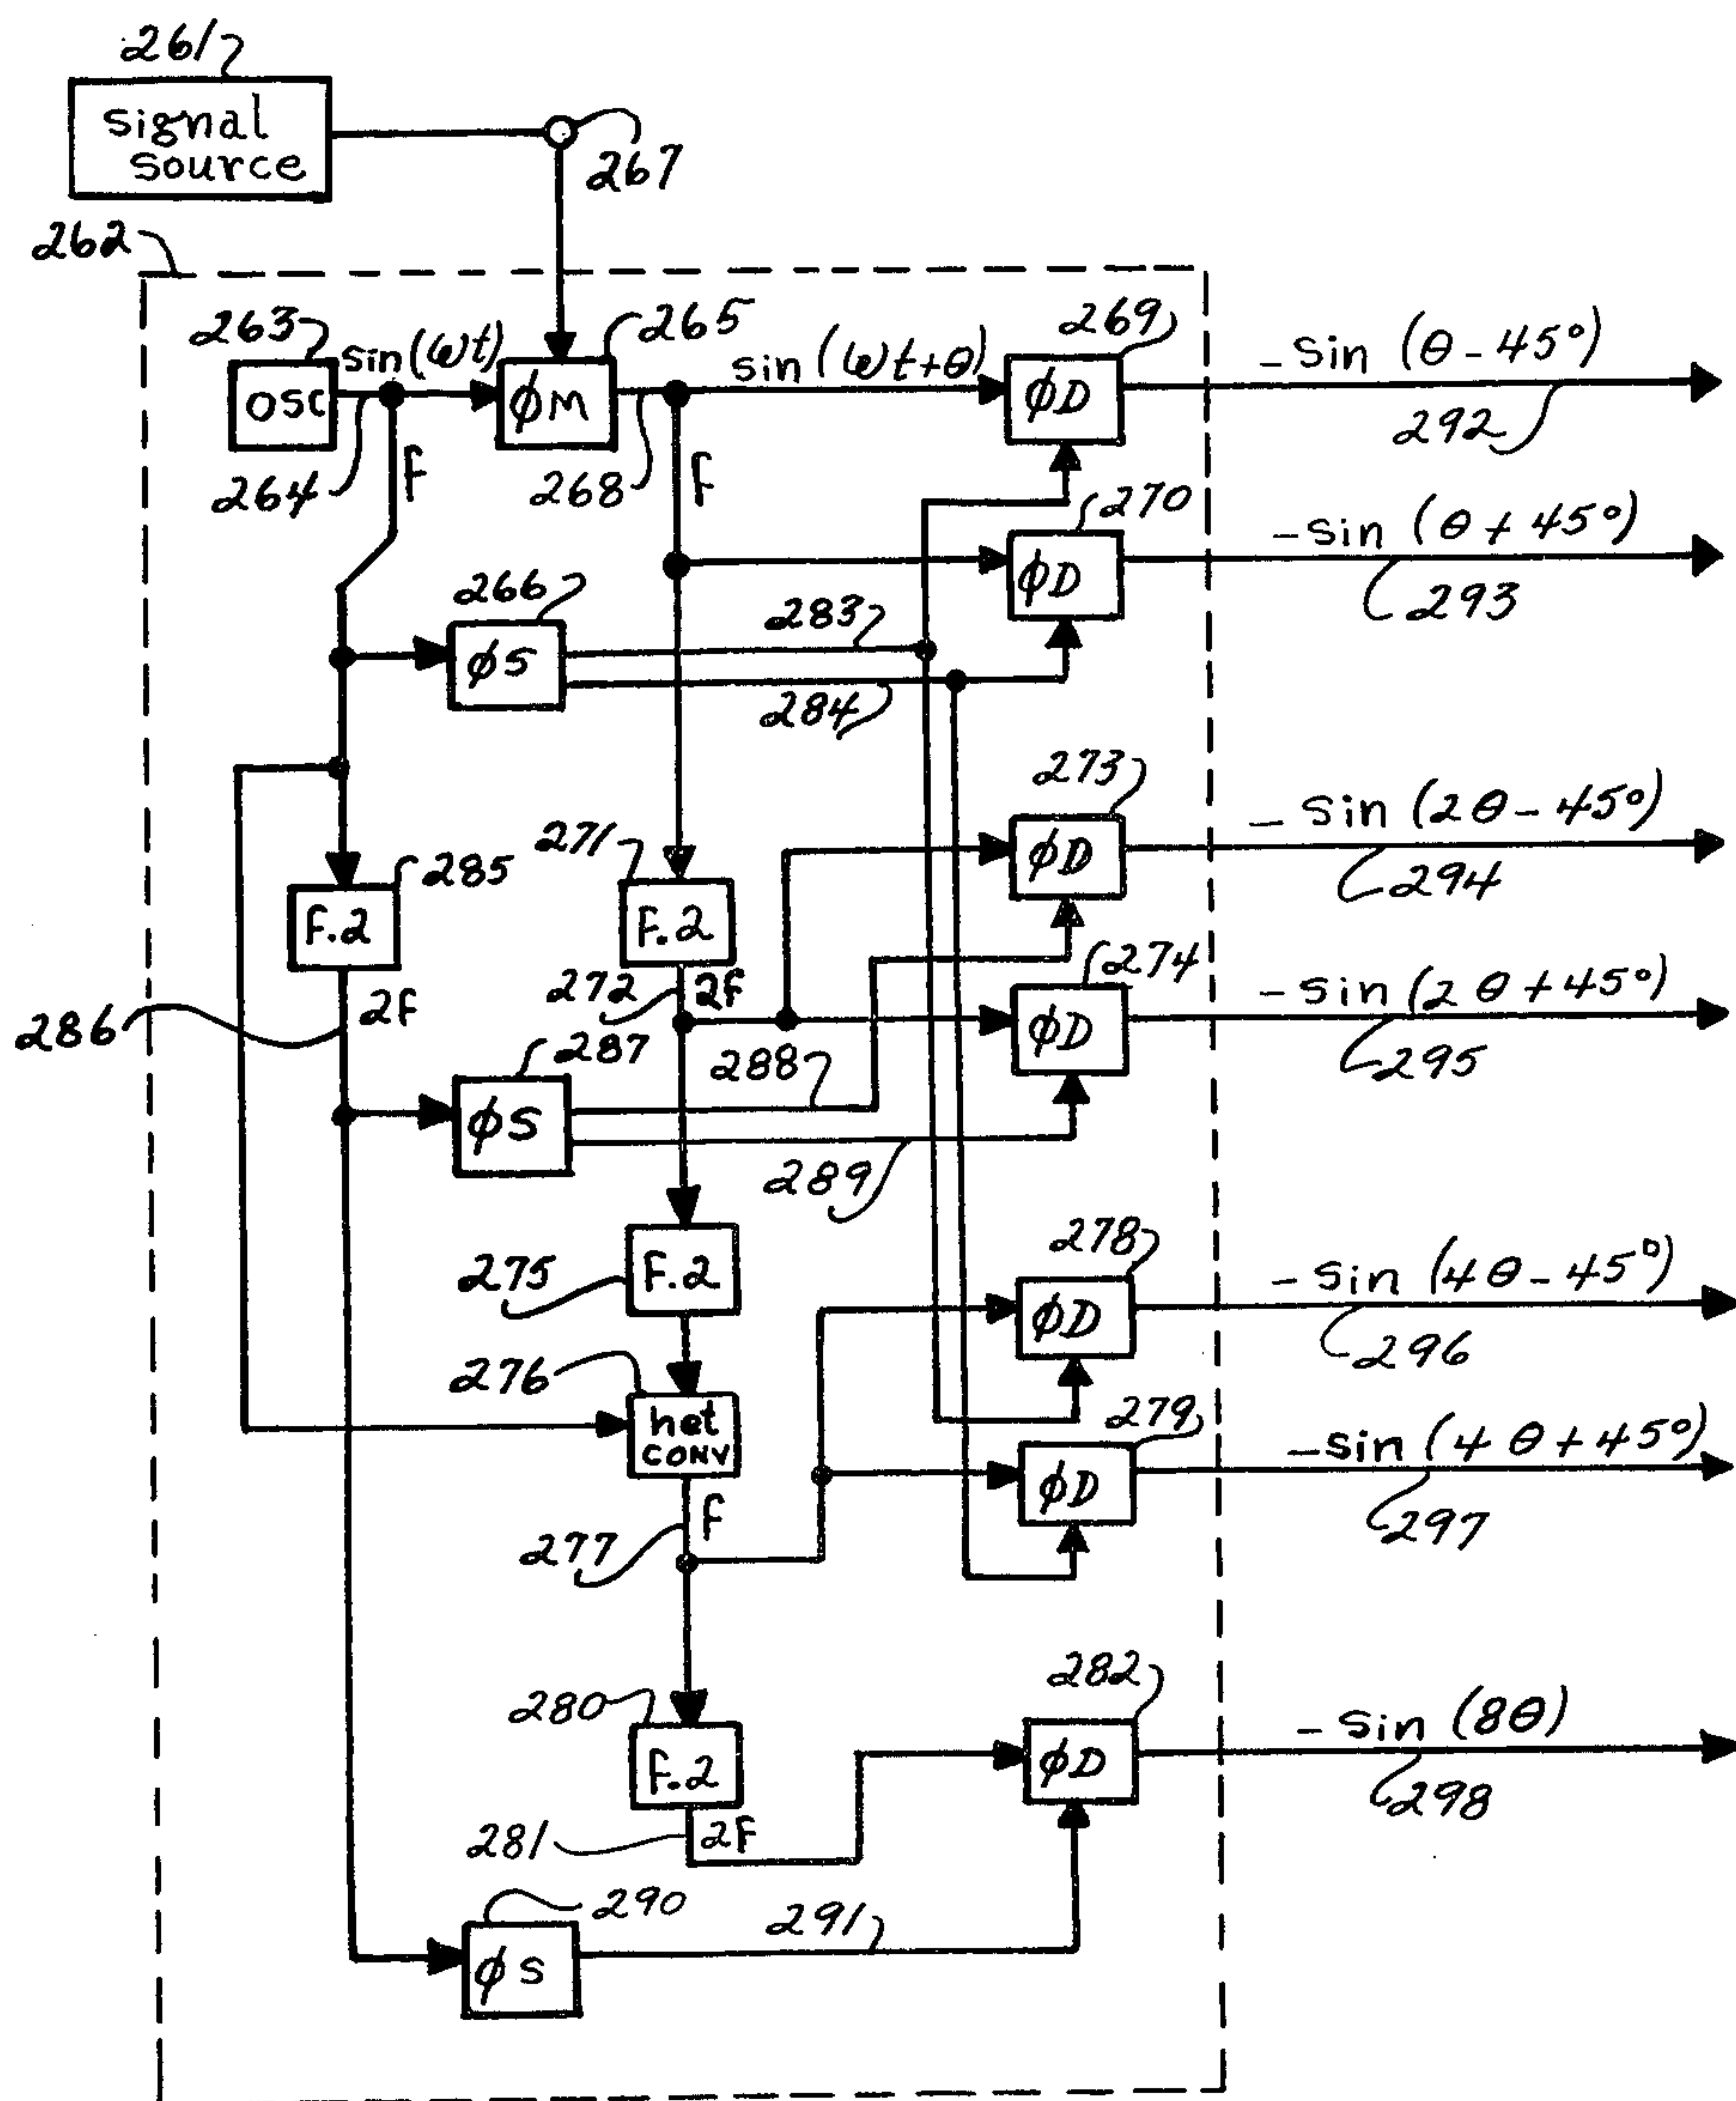 261
signal
source
267
262
263
sin(ωt)
265
sin(ωt+θ)
269
-sin(θ-45°)
OSC
φM
φD
292
264
f
268
f
270
-sin(θ+45°)
φD
293
266
283
φS
284
273
-sin(2θ-45°)
271
285
φD
294
F.2
F.2
274
272
2f
-sin(2θ+45°)
286
2f
287
288
φD
295
φS
289
278
-sin(4θ-45°)
275
F.2
φD
296
276
het
CONV
279
-sin(4θ+45°)
φD
297
277
f
282
280
-sin(8θ)
F.2
φD
298
281
2f
290
291
φS